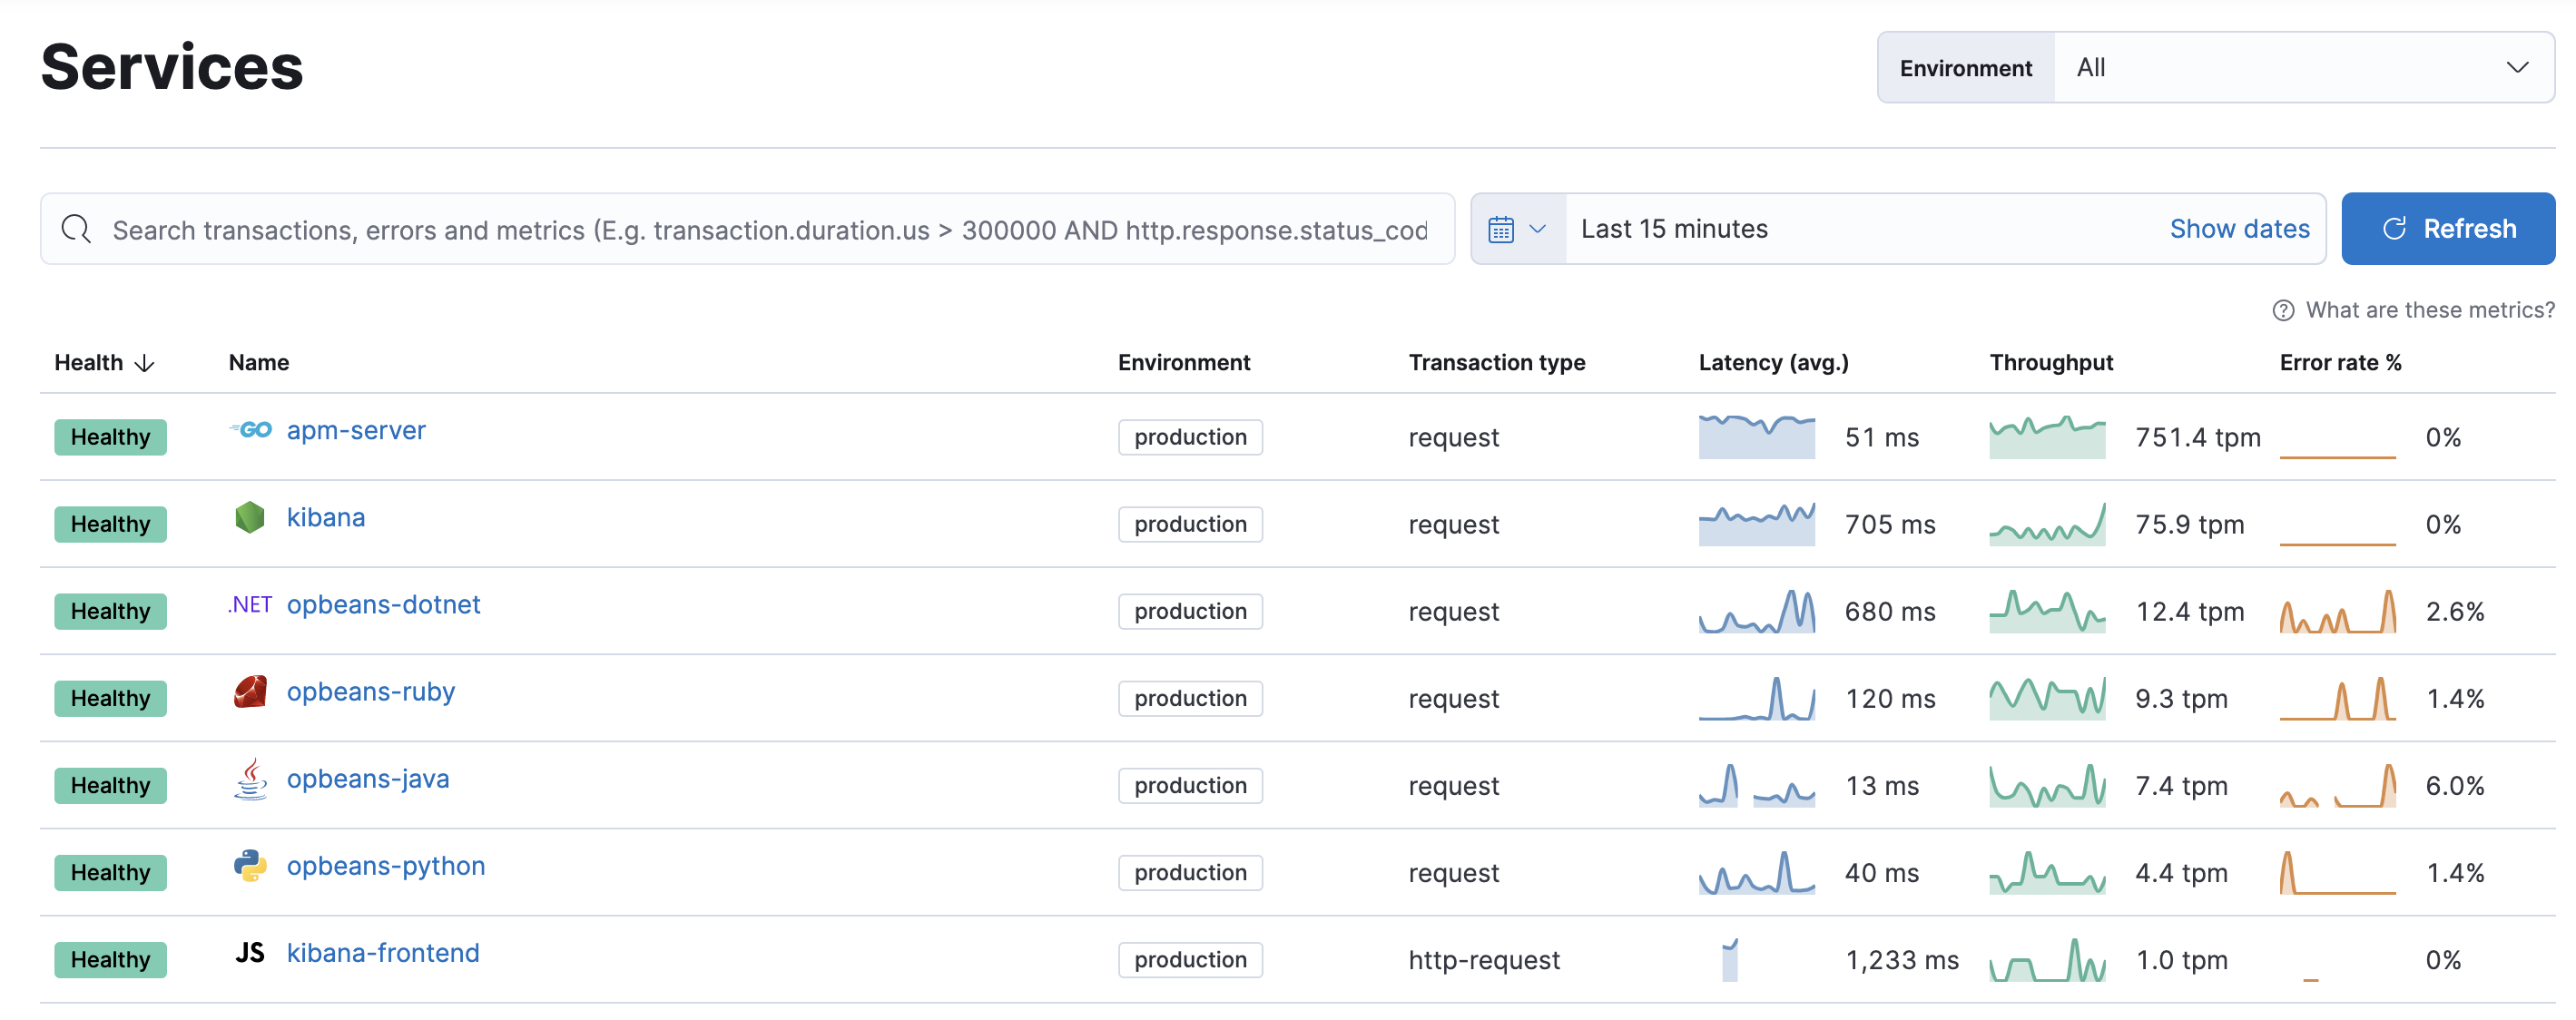 Services
Environment All
Search transactions, errors and metrics (E.g. transaction.duration.us > 300000 AND http.response.status_cod
Last 15 minutes Show dates Refresh
What are these metrics?
Health Name Environment Transaction type Latency (avg.) Throughput Error rate %
Healthy GO apm-server production request 51 ms 751.4 tpm 0%
Healthy kibana production request 705 ms 75.9 tpm 0%
Healthy .NET opbeans-dotnet production request 680 ms 12.4 tpm 2.6%
Healthy opbeans-ruby production request 120 ms 9.3 tpm 1.4%
Healthy opbeans-java production request 13 ms 7.4 tpm 6.0%
Healthy opbeans-python production request 40 ms 4.4 tpm 1.4%
Healthy JS kibana-frontend production http-request 1,233 ms 1.0 tpm 0%